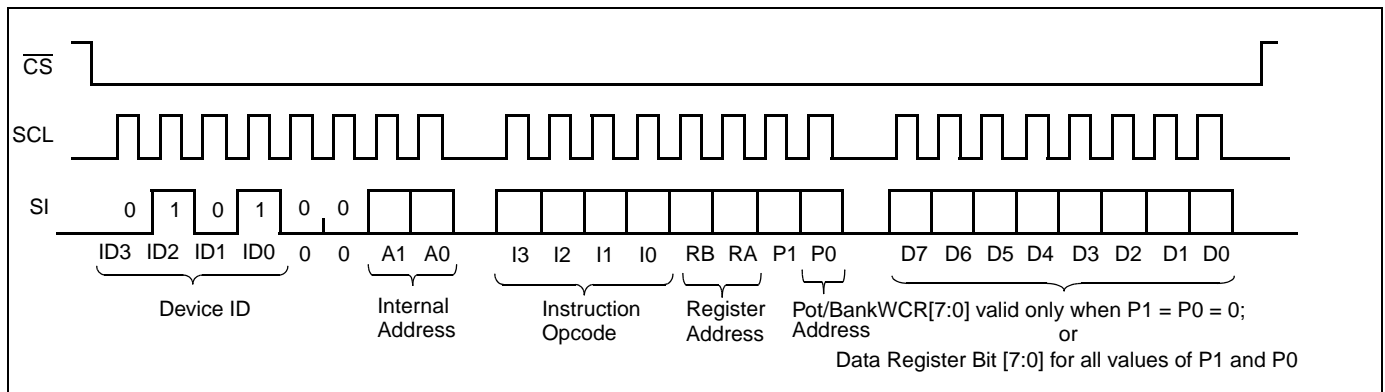 CS
SCL
SI
0 1 0 1 0 0
ID3 ID2 ID1 ID0 0 0 A1 A0 I3 I2 I1 I0 RB RA P1 P0 D7 D6 D5 D4 D3 D2 D1 D0
Device ID
Internal
Address
Instruction
Opcode
Register
Address
Pot/Bank
Address
WCR[7:0] valid only when P1 = P0 = 0;
or
Data Register Bit [7:0] for all values of P1 and P0